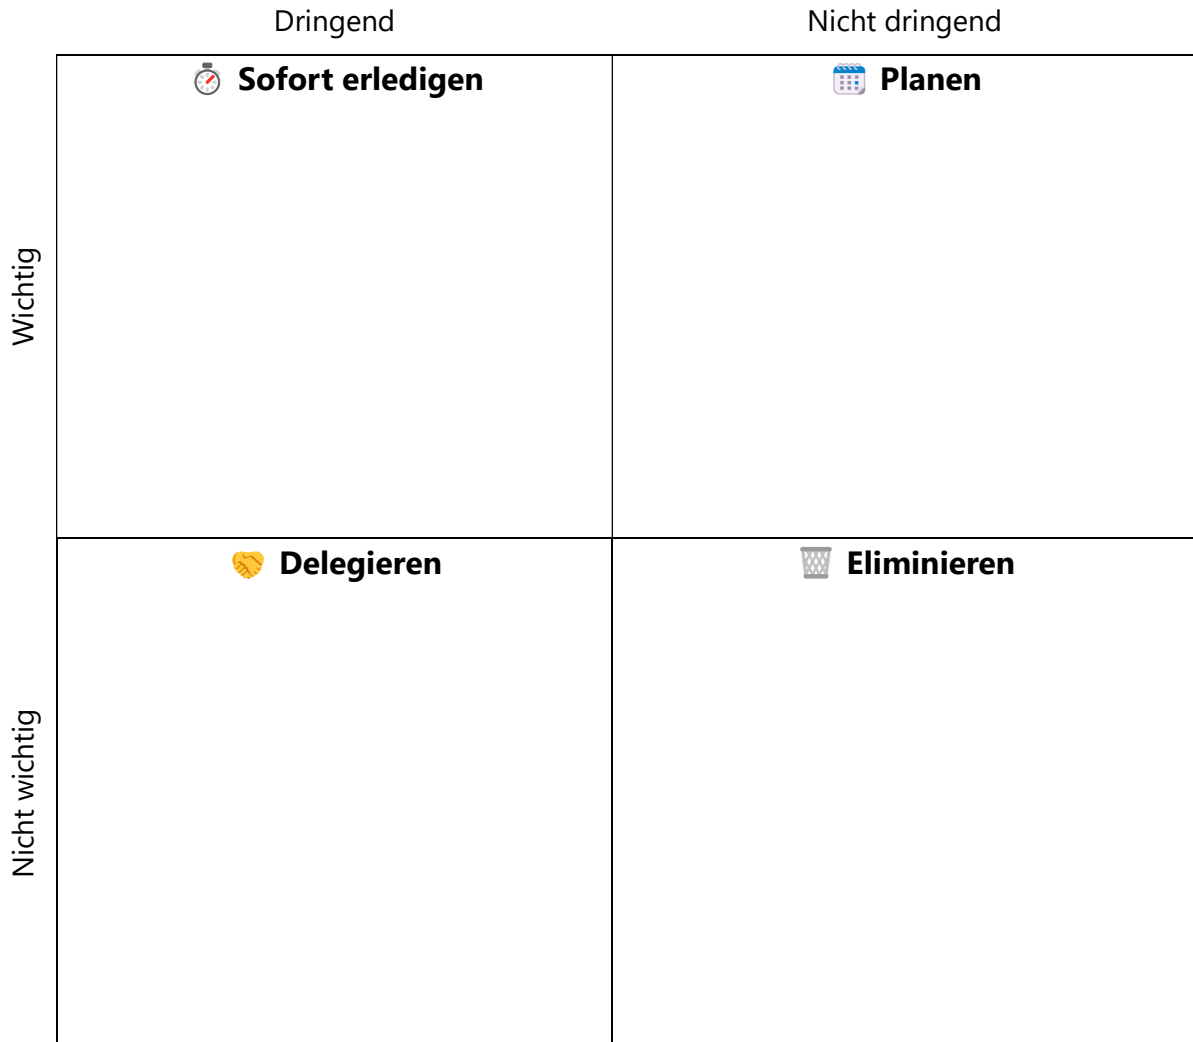 Dringend
Nicht dringend
Sofort erledigen
Planen
Wichtig
Delegieren
Eliminieren
Nicht wichtig